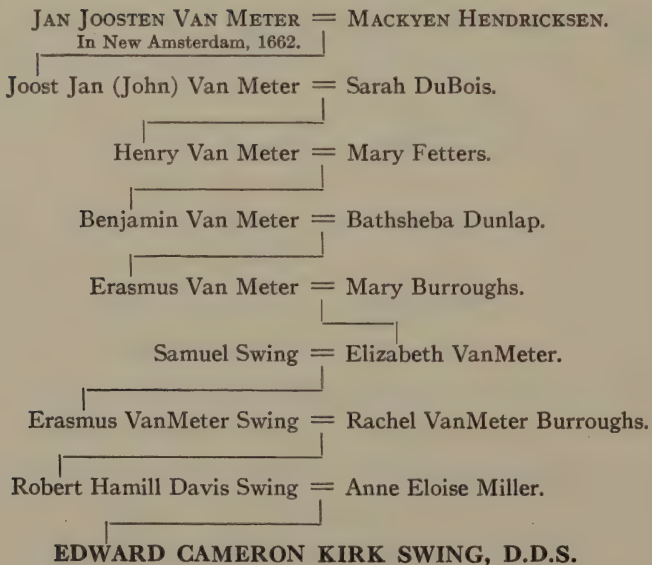 JAN JOOSTEN VAN METER = MACKYEN HENDRICKSEN.
In New Amsterdam, 1662.
Joost Jan (John) Van Meter = Sarah DuBois.
Henry Van Meter = Mary Fetters.
Benjamin Van Meter = Bathsheba Dunlap.
Erasmus Van Meter = Mary Burroughs.
Samuel Swing = Elizabeth VanMeter.
Erasmus VanMeter Swing = Rachel VanMeter Burroughs.
Robert Hamill Davis Swing = Anne Eloise Miller.
EDWARD CAMERON KIRK SWING, D.D.S.